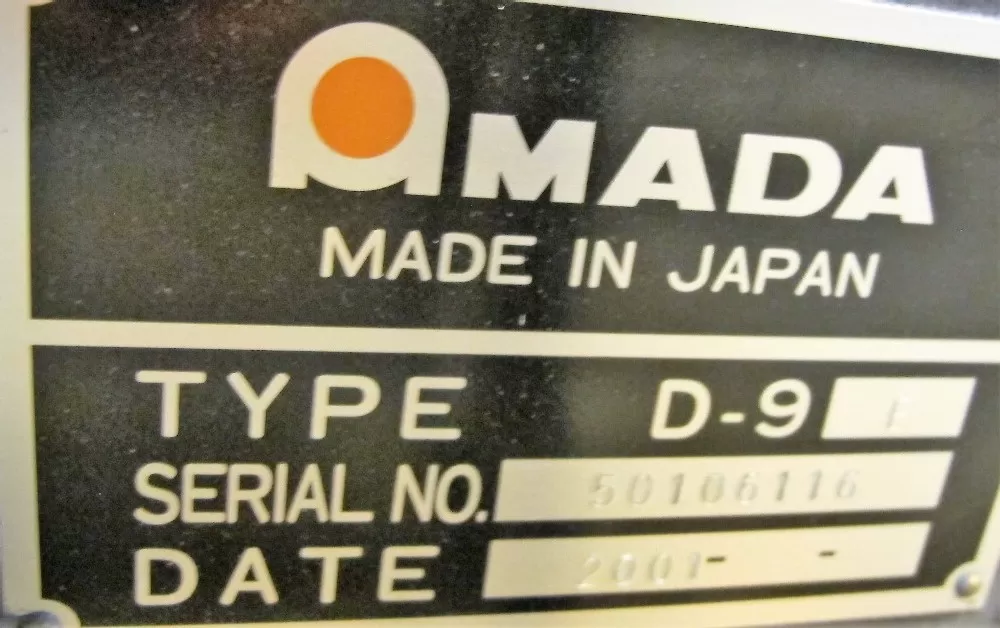 AMADA
MADE IN JAPAN
TYPE D-9
SERIAL NO. 50106116
DATE 2001- -